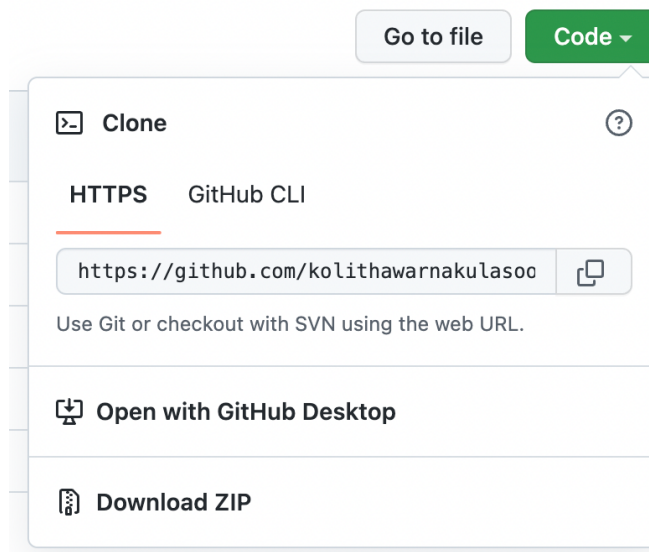 Go to file Code
Clone
HTTPS GitHub CLI
https://github.com/kolithawarnakulasoo
Use Git or checkout with SVN using the web URL.
Open with GitHub Desktop
Download ZIP